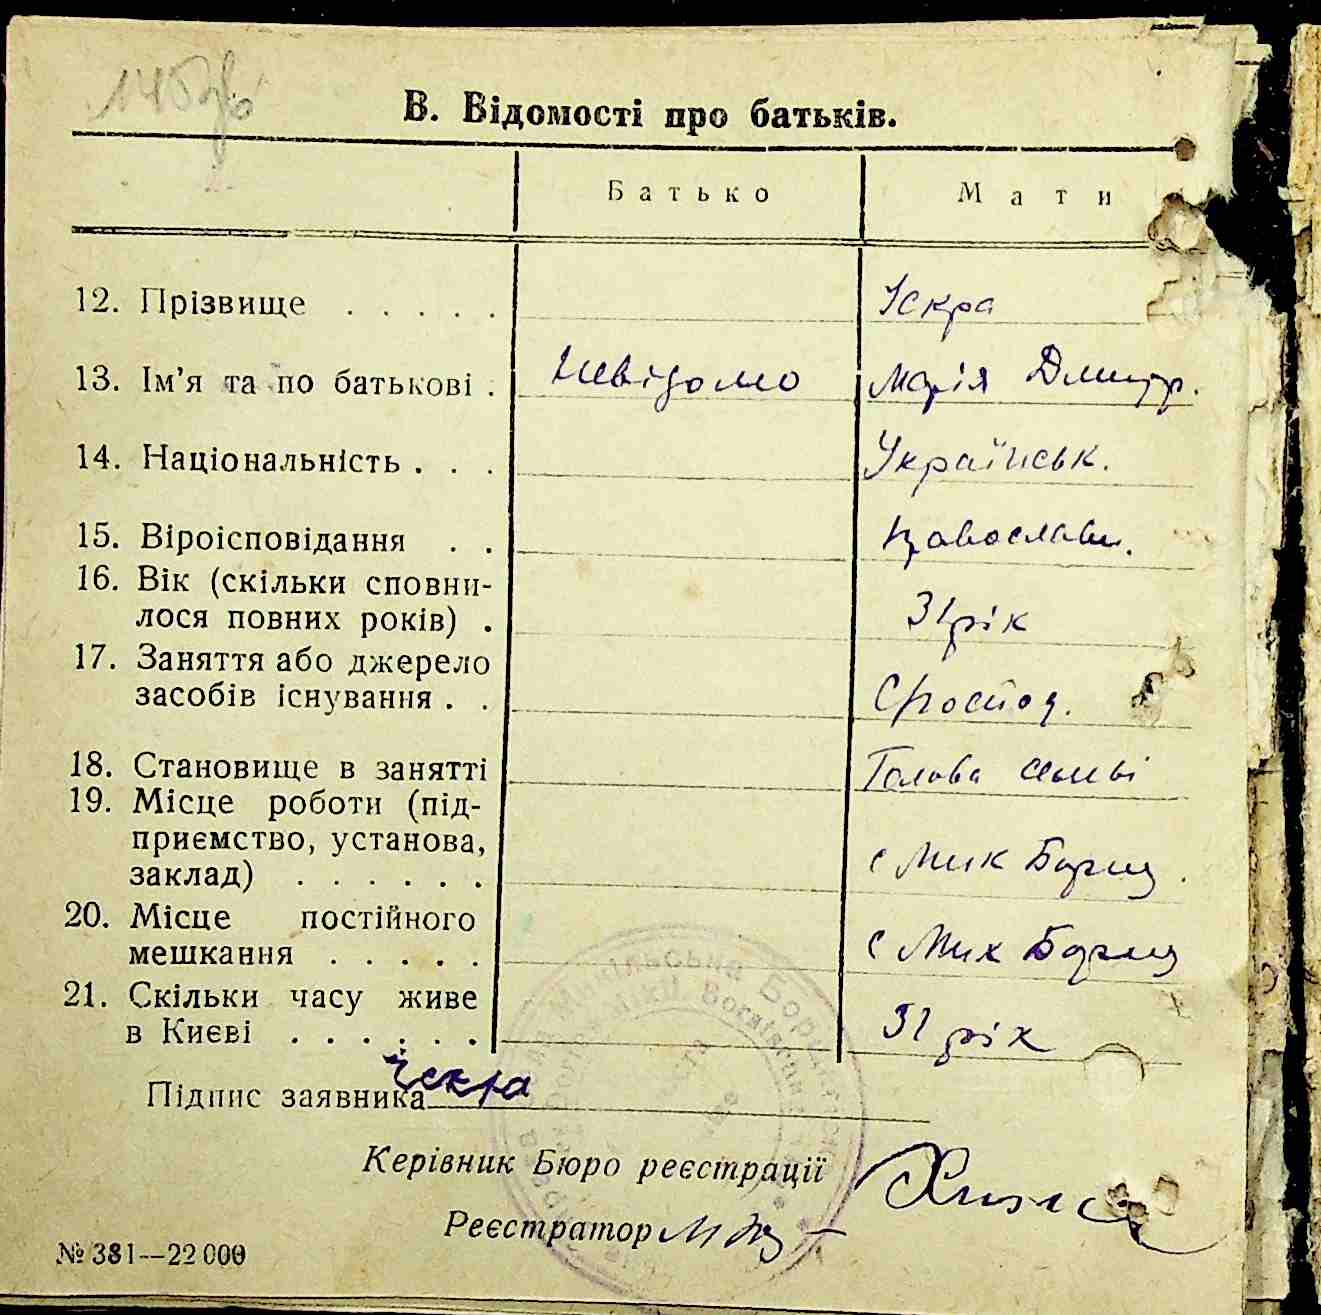 В. Відомості про батьків.
Батько Мати
12. Прізвище . . . . . Іскра
13. Ім'я та по батькові . Невідомо Марія Дмитр.
14. Національність . . . Українськ.
15. Віроісповідання . . православн.
16. Вік (скільки сповни-
лося повних років) . 31 рік
17. Заняття або джерело
засобів існування . . С/господ.
18. Становище в занятті Голова семьі
19. Місце роботи (під-
приємство, установа,
заклад) . . . . . . с Мик Борщ.
20. Місце постійного
мешкання . . . . . с Мих Борщ
21. Скільки часу живе
в Києві . . . . . . 31 рік
Підпис заявника Іскра
Керівник Бюро реєстрації
Реєстратор
№ 381—22 000